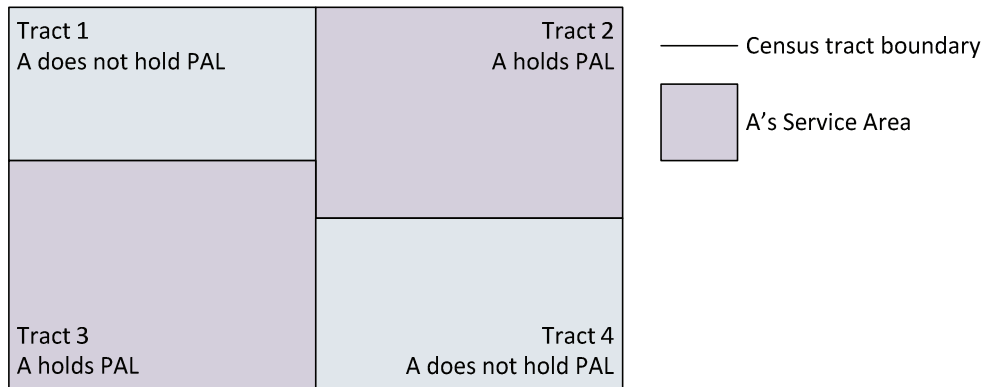 Tract 1
A does not hold PAL
Tract 2
A holds PAL
Tract 3
A holds PAL
Tract 4
A does not hold PAL
Census tract boundary
A’s Service Area